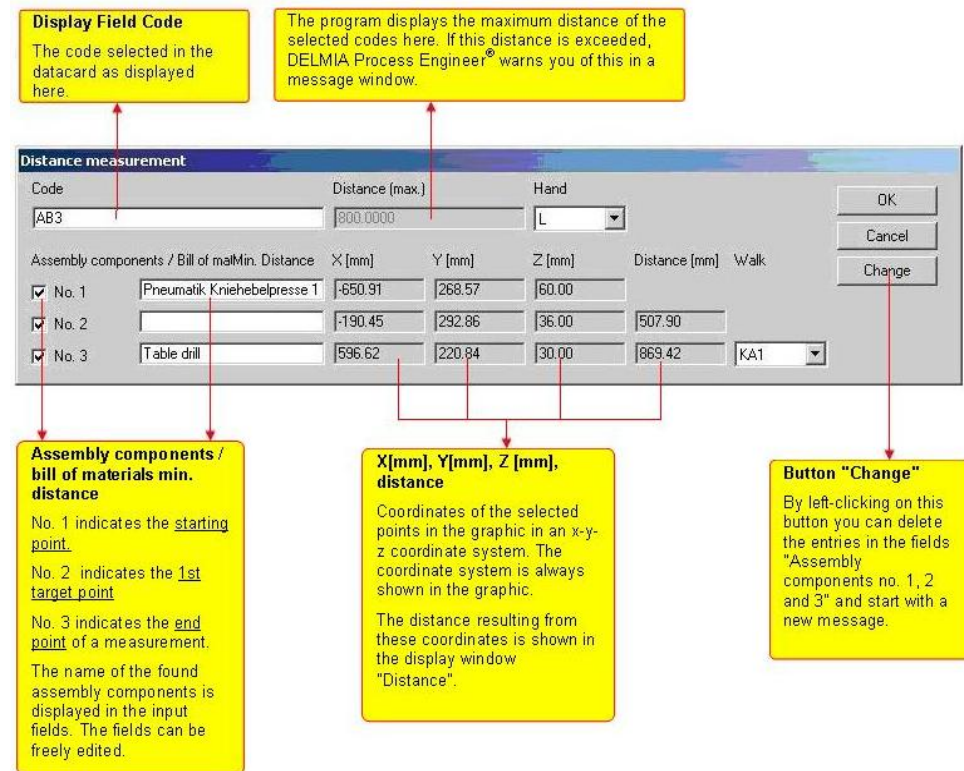 Display Field Code
The code selected in the
datacard as displayed
here.
The program displays the maximum distance of the
selected codes here. If this distance is exceeded,
DELMIA Process Engineer® warns you of this in a
message window.
Distance measurement
Code
Distance (max.)
Hand
AB3
800.0000
L
OK
Cancel
Change
Assembly components / Bill of matMin. Distance
X [mm]
Y [mm]
Z [mm]
Distance [mm]
Walk
No. 1
Pneumatik Kniehebelpresse 1
-650.91
268.57
60.00
No. 2
-190.45
292.86
36.00
507.90
No. 3
Table drill
596.62
220.84
30.00
869.42
KA1
Assembly components /
bill of materials min.
distance
No. 1 indicates the starting
point.
No. 2 indicates the 1st
target point
No. 3 indicates the end
point of a measurement.
The name of the found
assembly components is
displayed in the input
fields. The fields can be
freely edited.
X[mm], Y[mm], Z [mm],
distance
Coordinates of the selected
points in the graphic in an x-y-
z coordinate system. The
coordinate system is always
shown in the graphic.
The distance resulting from
these coordinates is shown in
the display window
"Distance".
Button "Change"
By left-clicking on this
button you can delete
the entries in the fields
"Assembly
components no. 1, 2
and 3" and start with a
new message.